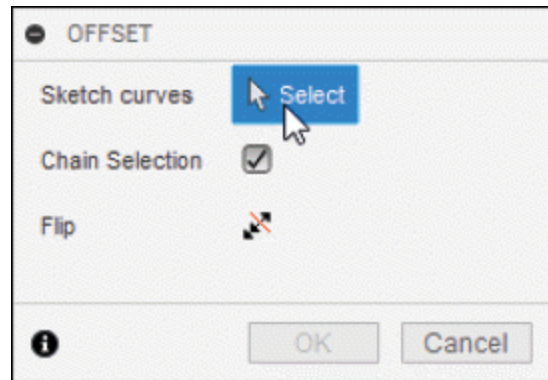 OFFSET
Sketch curves Select
Chain Selection
Flip
OK Cancel